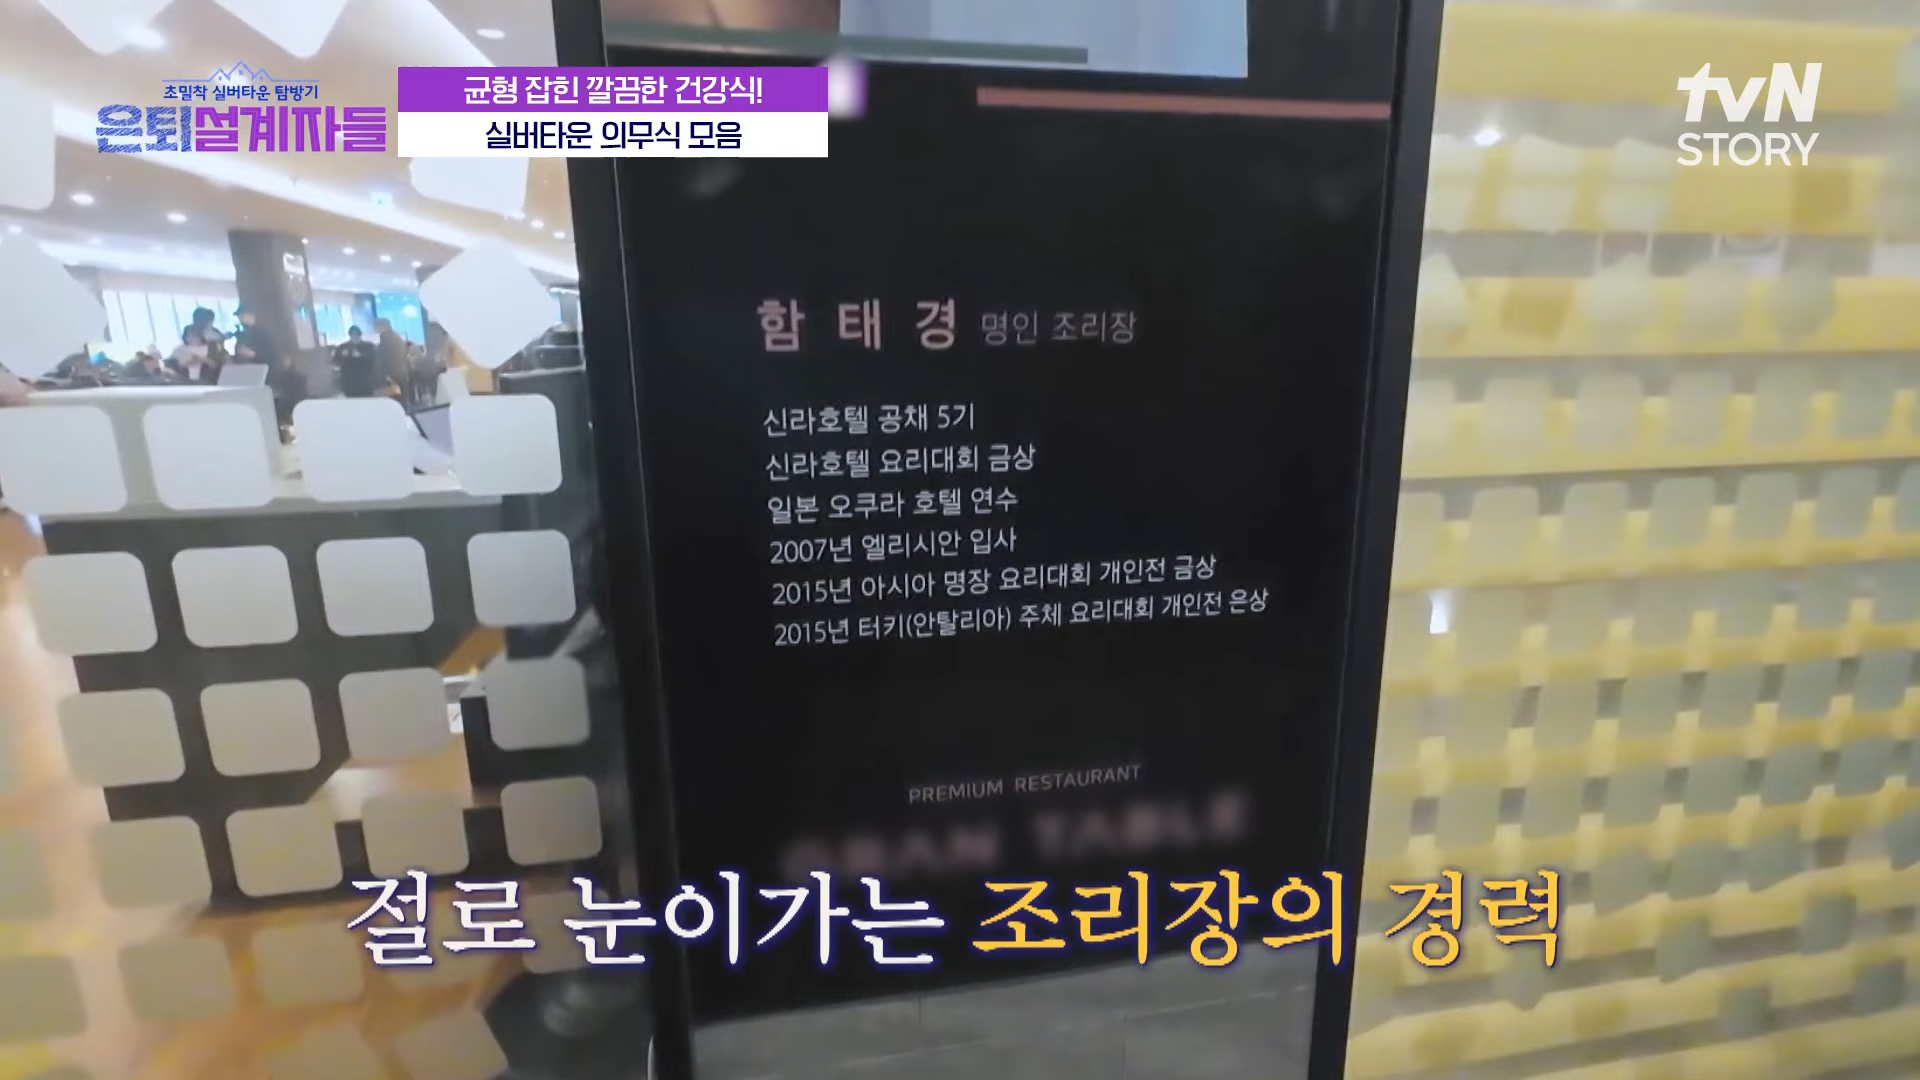 초밀착 실버타운 탐방기
은퇴설계자들
균형 잡힌 깔끔한 건강식!
실버타운 의무식 모음
tvN
STORY
함 태 경 명인 조리장
신라호텔 공채 5기
신라호텔 요리대회 금상
일본 오쿠라 호텔 연수
2007년 엘리시안 입사
2015년 아시아 명장 요리대회 개인전 금상
2015년 터키(안탈리아) 주체 요리대회 개인전 은상
PREMIUM RESTAURANT
GRAN TABLE
절로 눈이가는 조리장의 경력